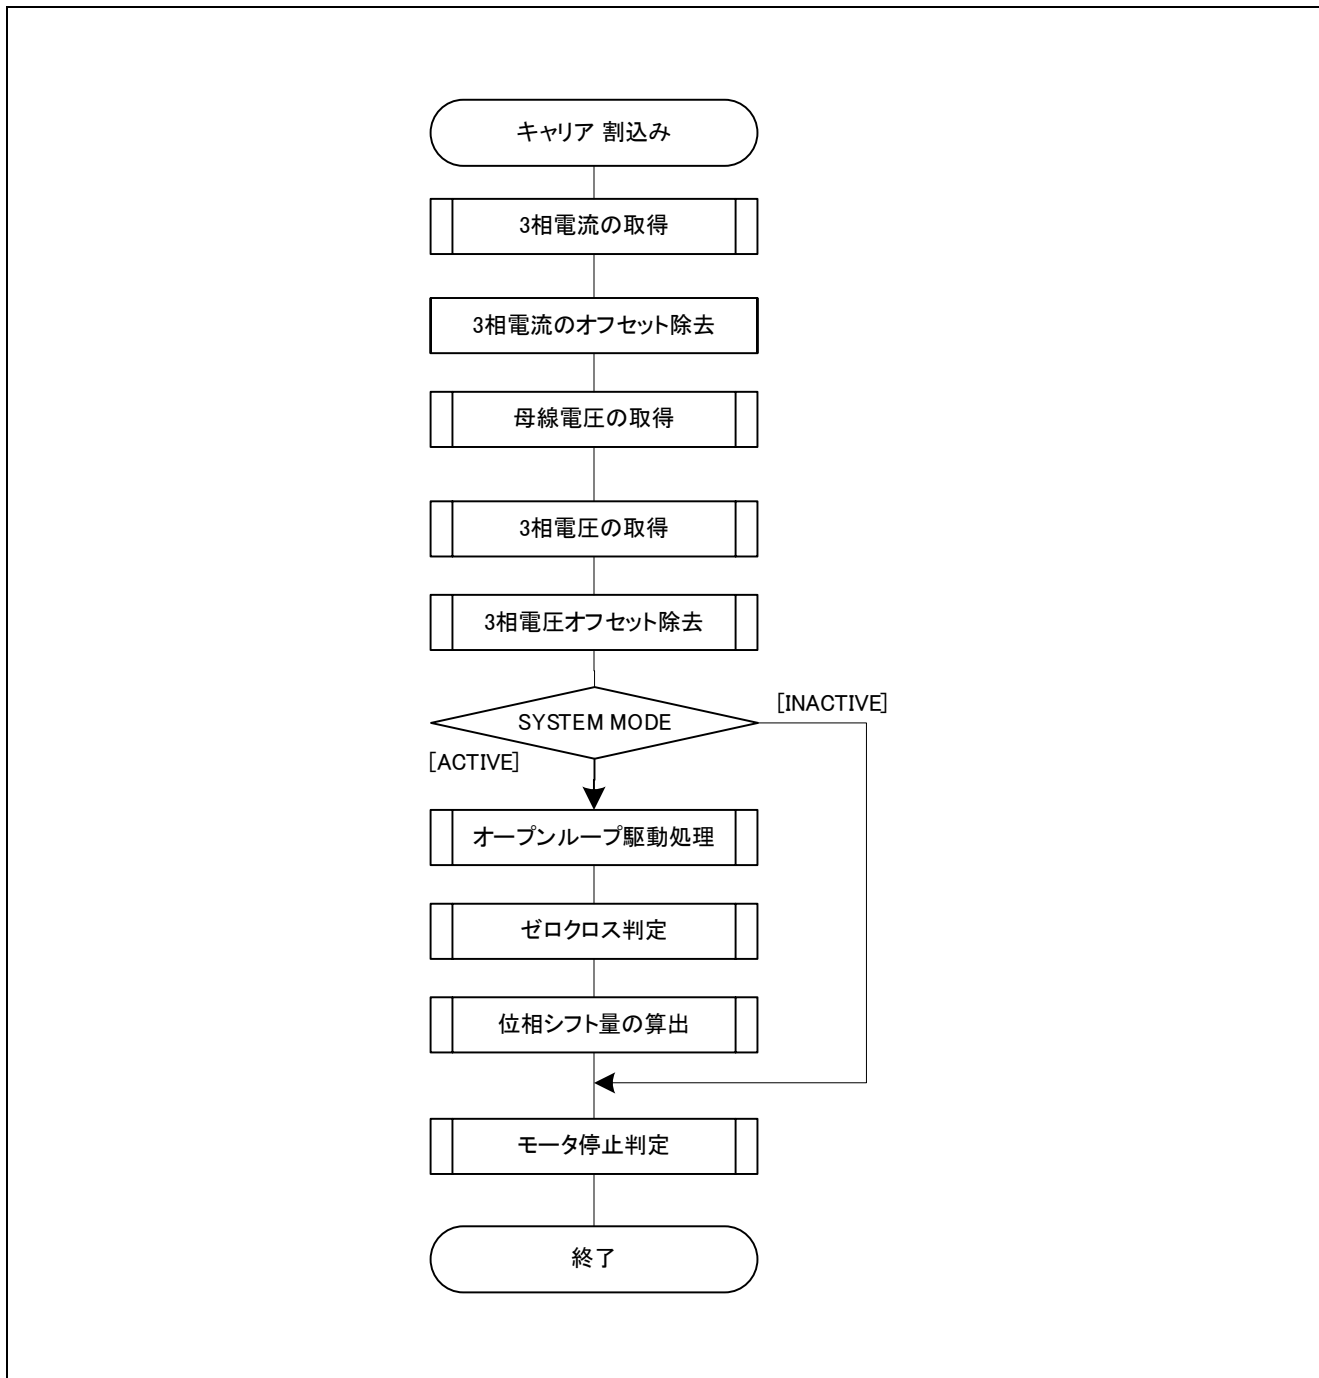 キャリア 割込み
3相電流の取得
3相電流のオフセット除去
母線電圧の取得
3相電圧の取得
3相電圧オフセット除去
[INACTIVE]
SYSTEM MODE
[ACTIVE]
オープンループ駆動処理
ゼロクロス判定
位相シフト量の算出
モータ停止判定
終了